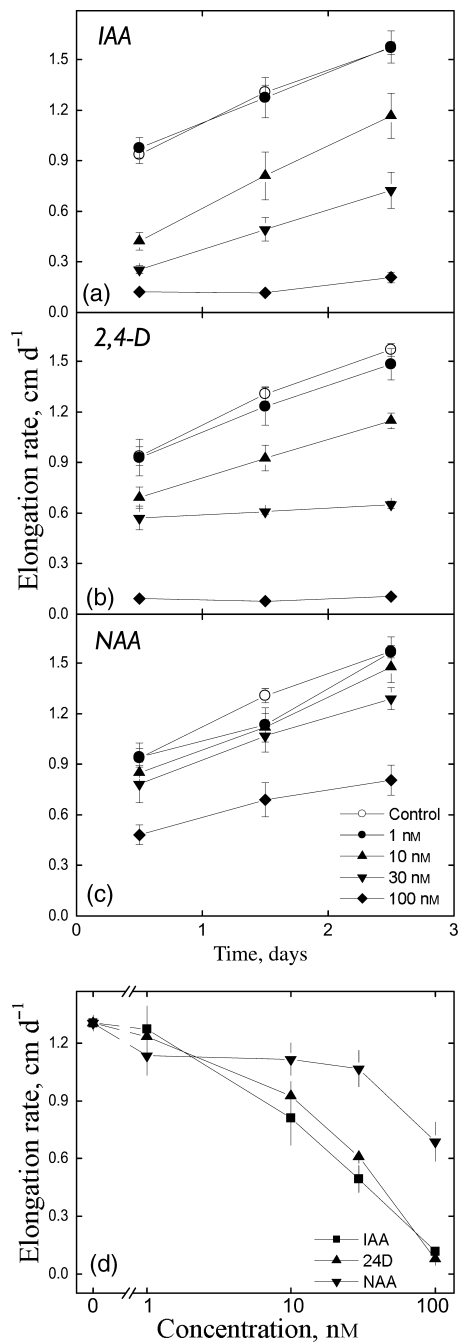 IAA
1.5
1.2
0.9
0.6
0.3
0.0
(a)
2,4-D
1.5
1.2
0.9
0.6
0.3
0.0
(b)
Elongation rate, cm d⁻¹
NAA
1.5
1.2
0.9
0.6
0.3
0.0
(c)
Control
1 nM
10 nM
30 nM
100 nM
0 1 2 3
Time, days
Elongation rate, cm d⁻¹
1.2
0.9
0.6
0.3
0.0
(d)
IAA
24D
NAA
0 1 10 100
Concentration, nM